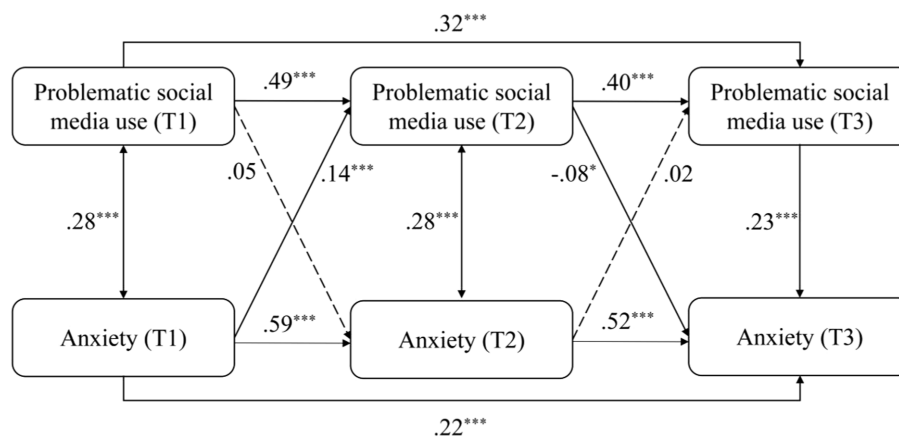 .32***
Problematic social
media use (T1)
.49***
Problematic social
media use (T2)
.40***
Problematic social
media use (T3)
.05
.14***
-.08*
.02
.28***
.28***
.23***
Anxiety (T1)
.59***
Anxiety (T2)
.52***
Anxiety (T3)
.22***